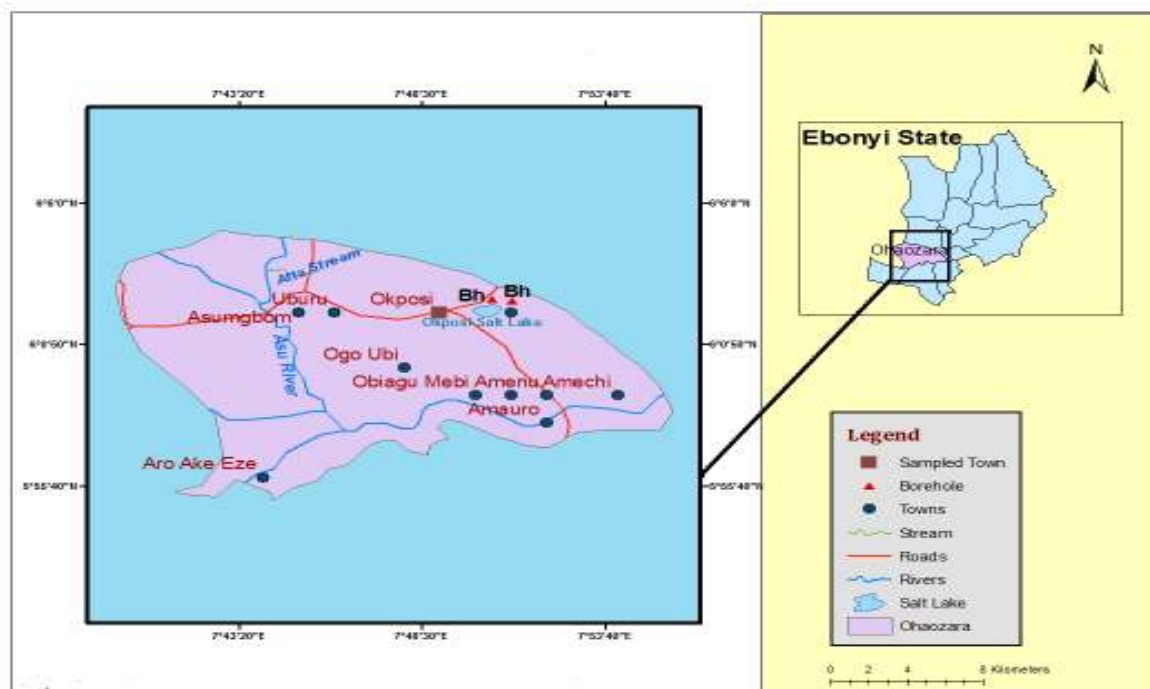 7°43'20"E 7°48'30"E 7°53'40"E
N
Ebonyi State
6°6'0"N 6°6'0"N
Ohaozara
Afta Stream
Bh Bh
Uburu Okposi
Okposi Salt Lake
Asumgbom
6°0'50"N 6°0'50"N
Asu River
Ogo Ubi
Obiagu Mebi Amenu Amechi
Amauro
Aro Ake Eze
5°55'40"N 5°55'40"N
7°43'20"E 7°48'30"E 7°53'40"E
Legend
Sampled Town
Borehole
Towns
Stream
Roads
Rivers
Salt Lake
Ohaozara
0 2 4 8 Kilometers